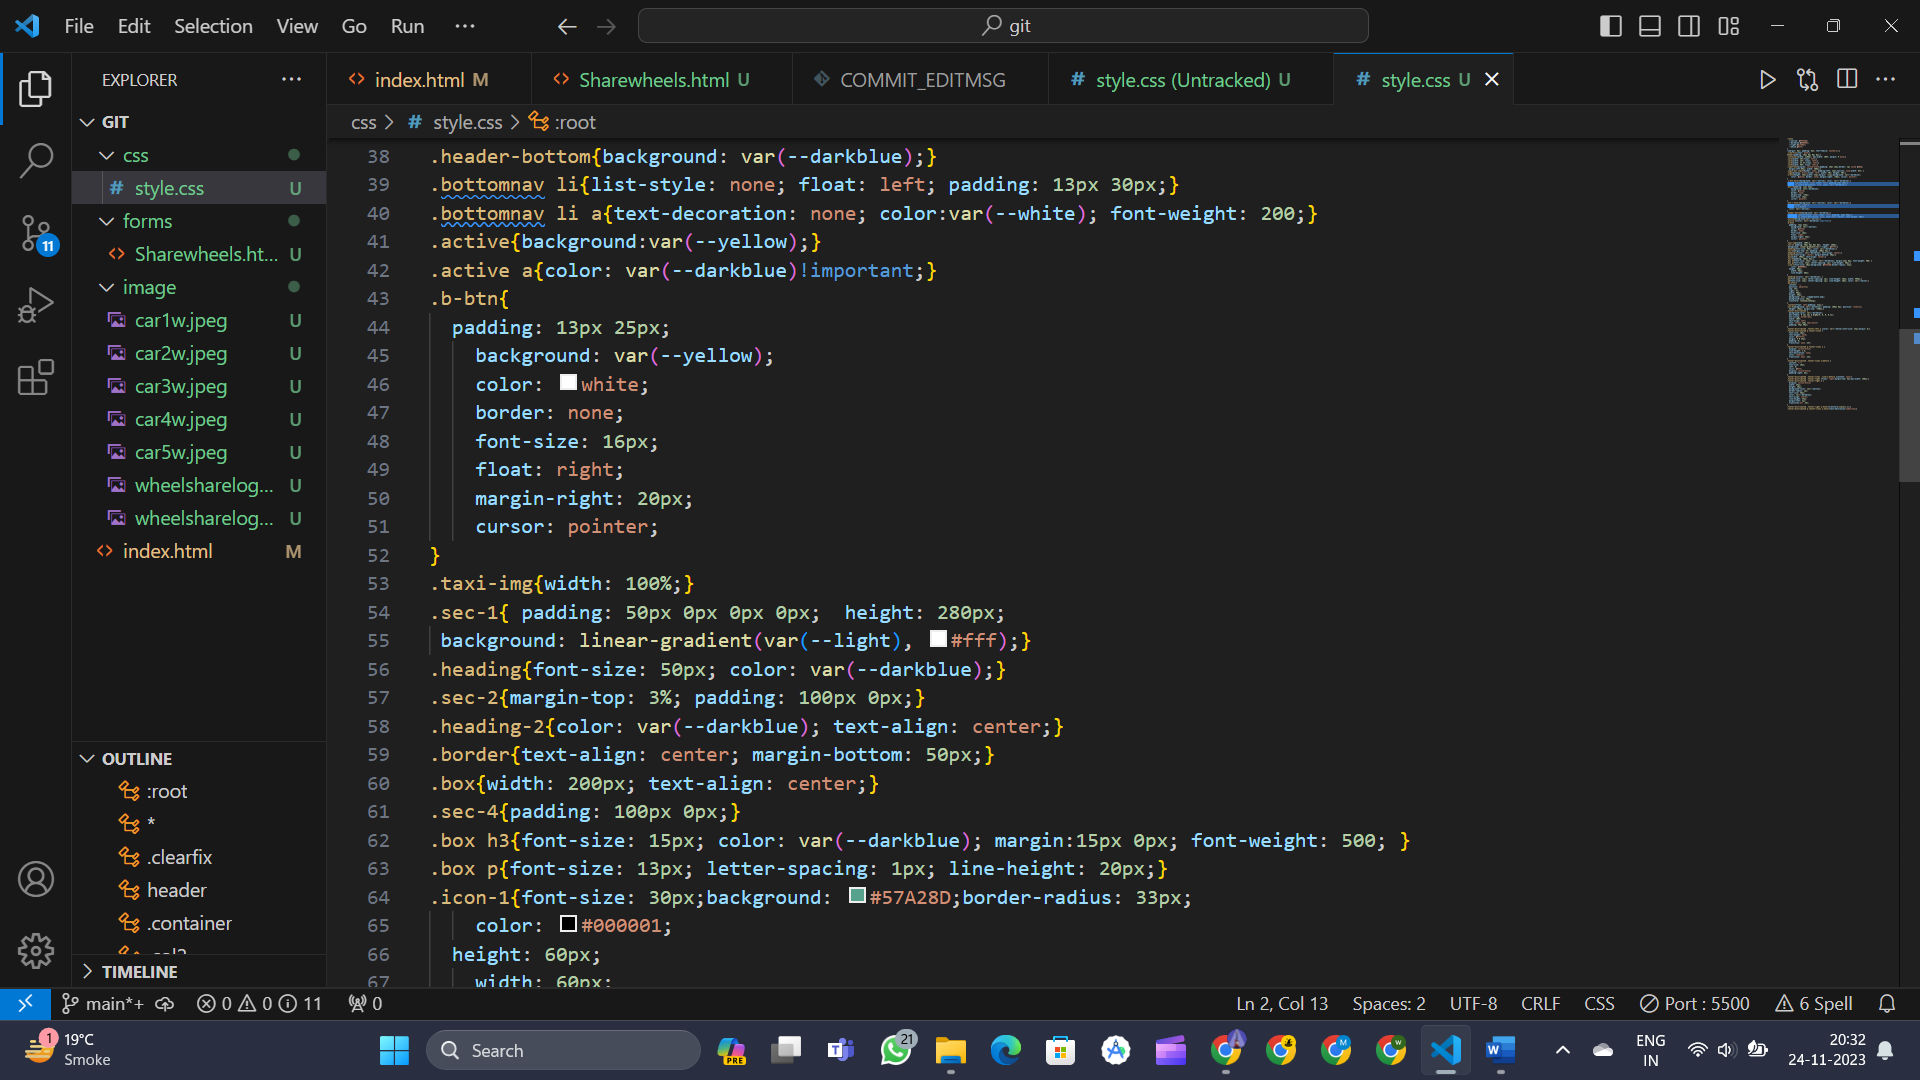 File Edit Selection View Go Run ··· git
EXPLORER ···
index.html M
Sharewheels.html U
COMMIT_EDITMSG
# style.css (Untracked) U
# style.css U
css > # style.css > :root
GIT
css
# style.css U
forms
<> Sharewheels.ht... U
image
car1w.jpeg U
car2w.jpeg U
car3w.jpeg U
car4w.jpeg U
car5w.jpeg U
wheelsharelog... U
wheelsharelog... U
<> index.html M
11
OUTLINE
:root
*
.clearfix
header
.container
TIMELINE
38 .header-bottom{background: var(--darkblue);}
39 .bottomnav li{list-style: none; float: left; padding: 13px 30px;}
40 .bottomnav li a{text-decoration: none; color:var(--white); font-weight: 200;}
41 .active{background:var(--yellow);}
42 .active a{color: var(--darkblue)!important;}
43 .b-btn{
44 padding: 13px 25px;
45 background: var(--yellow);
46 color: white;
47 border: none;
48 font-size: 16px;
49 float: right;
50 margin-right: 20px;
51 cursor: pointer;
52 }
53 .taxi-img{width: 100%;}
54 .sec-1{ padding: 50px 0px 0px 0px;  height: 280px;
55 background: linear-gradient(var(--light), #fff);}
56 .heading{font-size: 50px; color: var(--darkblue);}
57 .sec-2{margin-top: 3%; padding: 100px 0px;}
58 .heading-2{color: var(--darkblue); text-align: center;}
59 .border{text-align: center; margin-bottom: 50px;}
60 .box{width: 200px; text-align: center;}
61 .sec-4{padding: 100px 0px;}
62 .box h3{font-size: 15px; color: var(--darkblue); margin:15px 0px; font-weight: 500; }
63 .box p{font-size: 13px; letter-spacing: 1px; line-height: 20px;}
64 .icon-1{font-size: 30px;background: #57A28D;border-radius: 33px;
65 color: #000001;
66 height: 60px;
67 width: 60px;
main*+ 0 0 11 0 Ln 2, Col 13 Spaces: 2 UTF-8 CRLF CSS Port : 5500 6 Spell
1 19°C
Smoke
Search
PRE
21
ENG
IN
20:32
24-11-2023